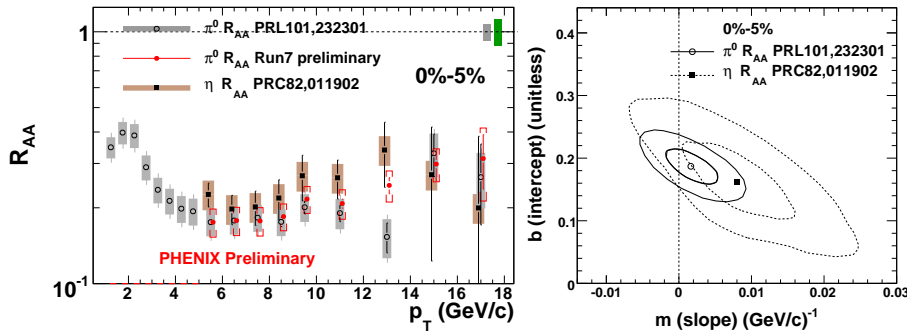 π⁰ R_AA PRL101,232301
π⁰ R_AA Run7 preliminary
η R_AA PRC82,011902
0%-5%
PHENIX Preliminary
R_AA
1
10⁻¹
2 4 6 8 10 12 14 16 18
p_T (GeV/c)
0%-5%
π⁰ R_AA PRL101,232301
η R_AA PRC82,011902
b (intercept) (unitless)
0.4
0.3
0.2
0.1
0
-0.01 0 0.01 0.02 0.03
m (slope) (GeV/c)⁻¹